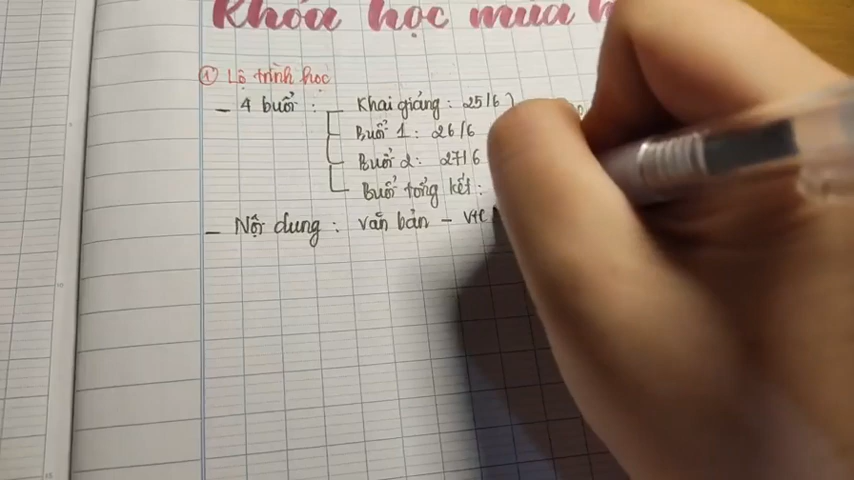 Khóa học mùa
① Lộ trình học
- 4 buổi : Khai giảng : 25/6
Buổi 1 : 26/6
Buổi 2 : 27/6
Buổi tổng kết :
- Nội dung : văn bản -